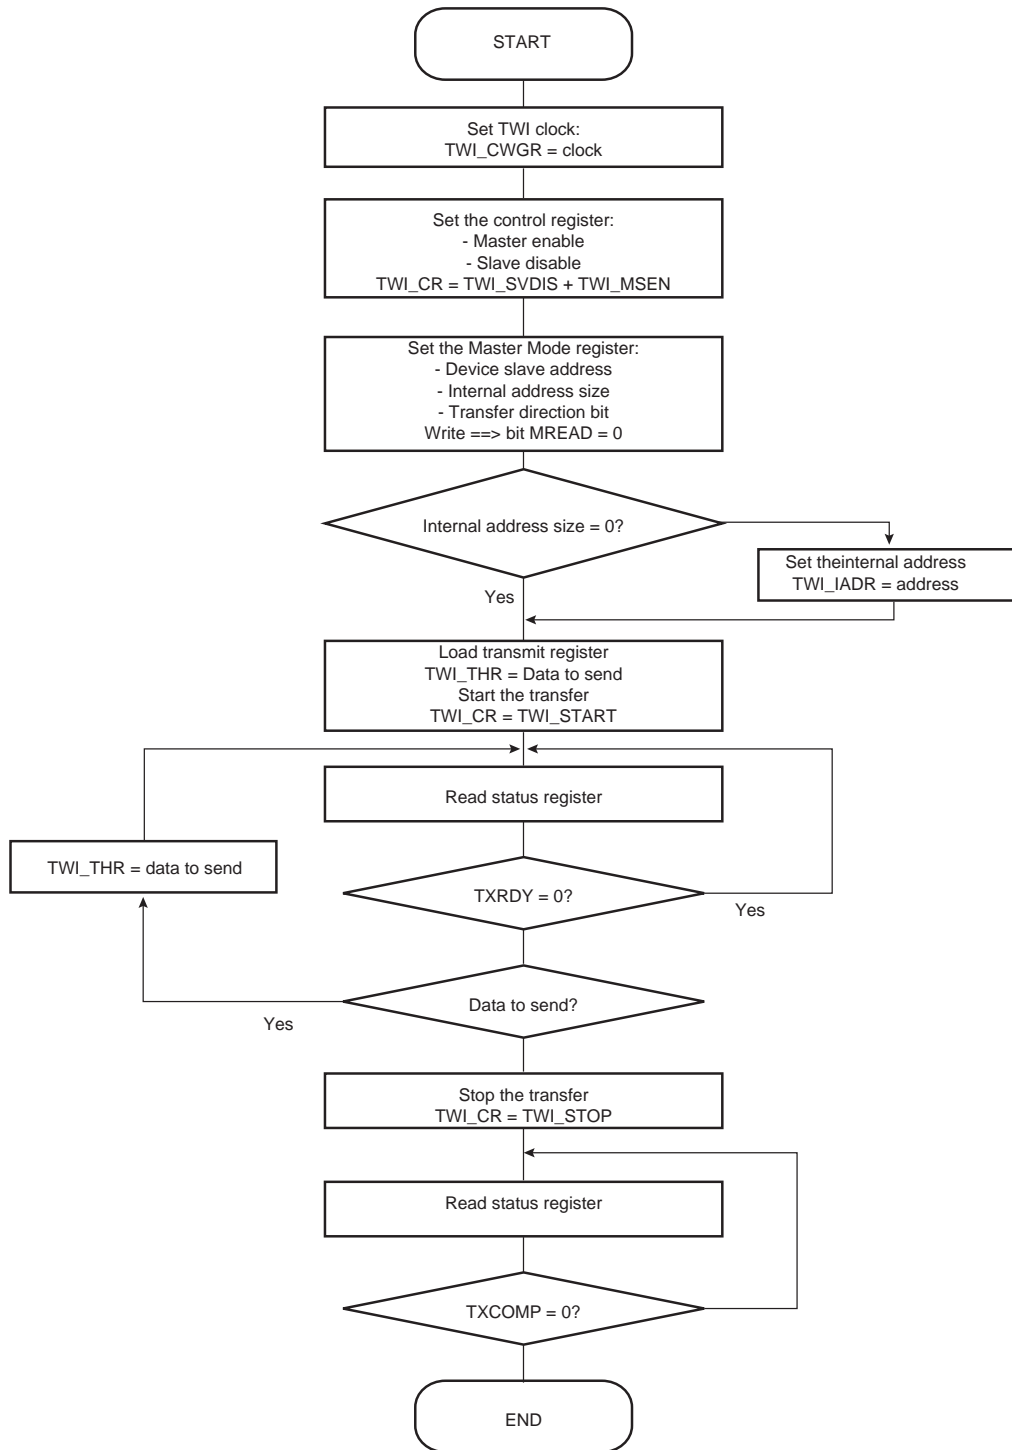 START
Set TWI clock:
TWI_CWGR = clock
Set the control register:
- Master enable
- Slave disable
TWI_CR = TWI_SVDIS + TWI_MSEN
Set the Master Mode register:
- Device slave address
- Internal address size
- Transfer direction bit
Write ==> bit MREAD = 0
Internal address size = 0?
Set theinternal address
TWI_IADR = address
Yes
Load transmit register
TWI_THR = Data to send
Start the transfer
TWI_CR = TWI_START
Read status register
TWI_THR = data to send
TXRDY = 0?
Yes
Data to send?
Yes
Stop the transfer
TWI_CR = TWI_STOP
Read status register
TXCOMP = 0?
END